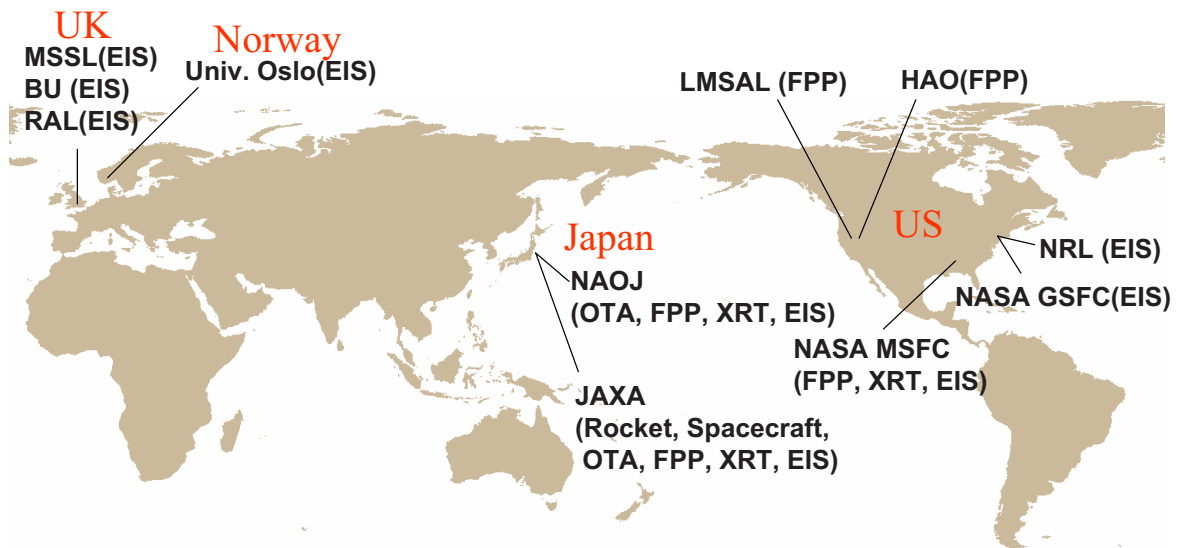 UK
MSSL(EIS)
BU (EIS)
RAL(EIS)
Norway
Univ. Oslo(EIS)
LMSAL (FPP)
HAO(FPP)
Japan
NAOJ
(OTA, FPP, XRT, EIS)
JAXA
(Rocket, Spacecraft,
OTA, FPP, XRT, EIS)
US
NRL (EIS)
NASA GSFC(EIS)
NASA MSFC
(FPP, XRT, EIS)